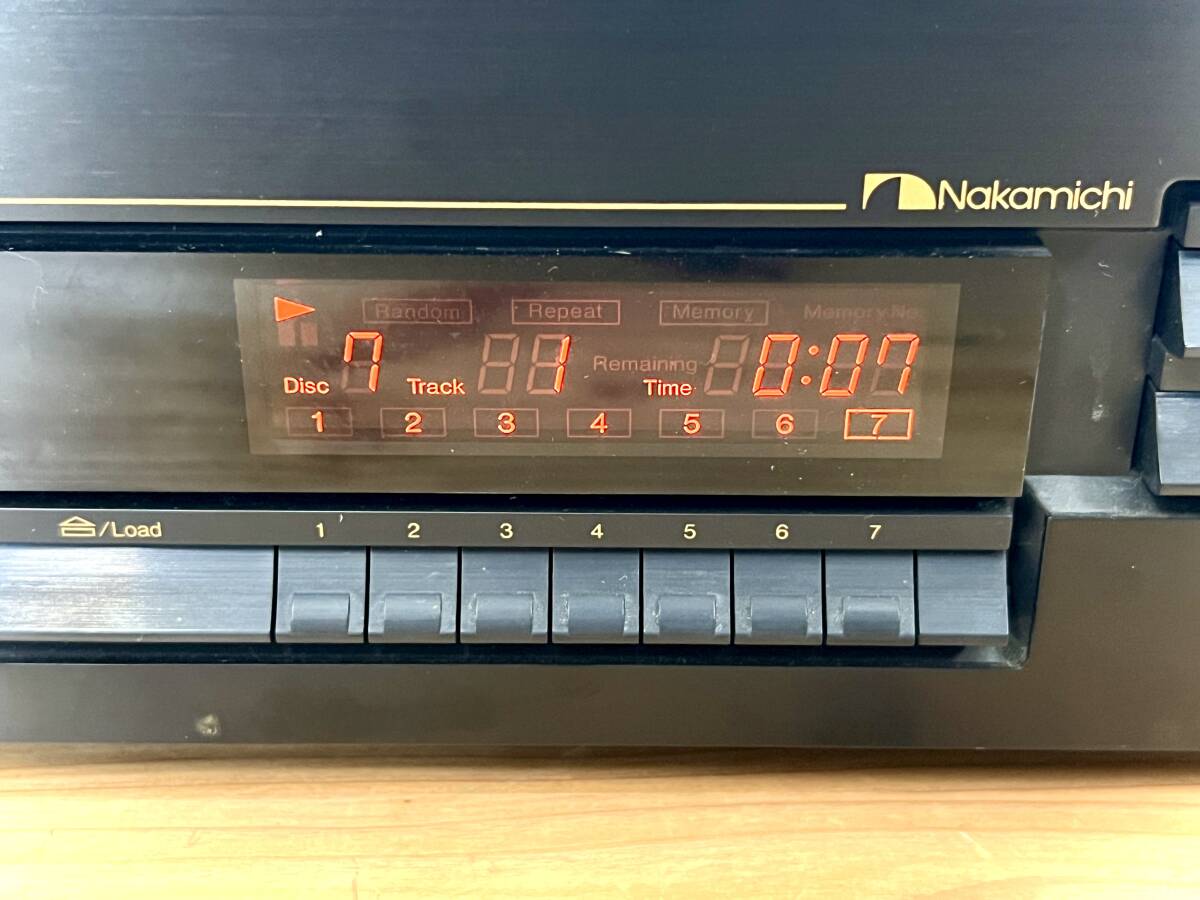 Nakamichi
Random Repeat Memory Memory No.
7 1 Remaining 0:07
Disc Track Time
1 2 3 4 5 6 7
/Load 1 2 3 4 5 6 7